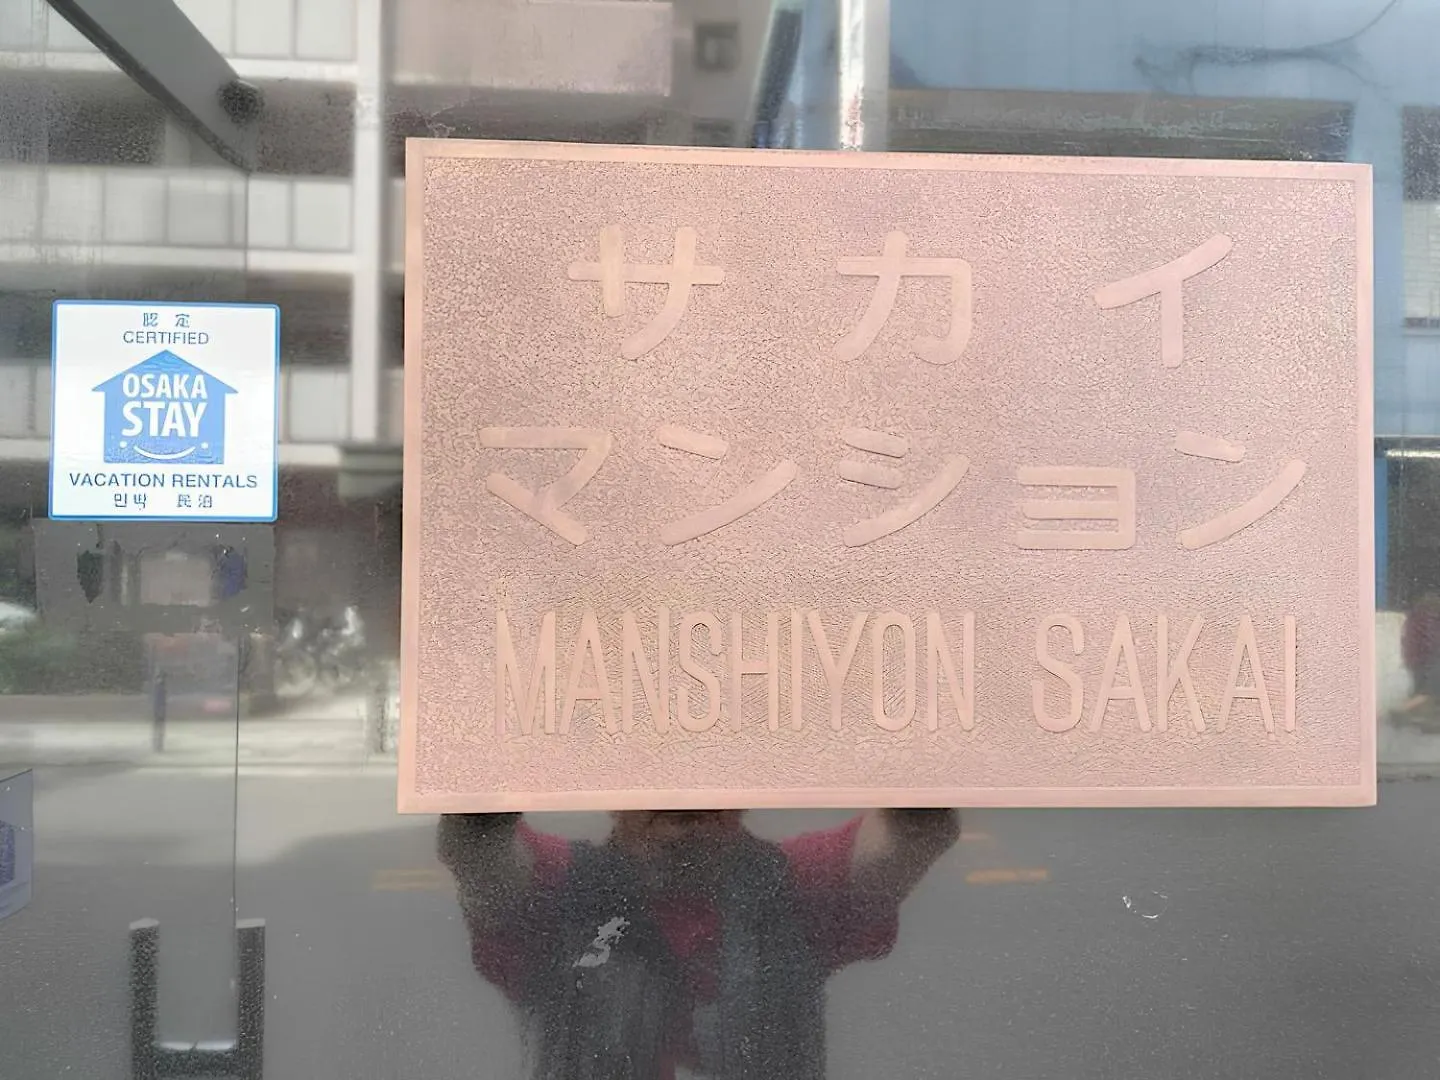 認定
CERTIFIED
OSAKA
STAY
VACATION RENTALS
민박 民泊
サカイ
マンション
MANSHIYON SAKAI